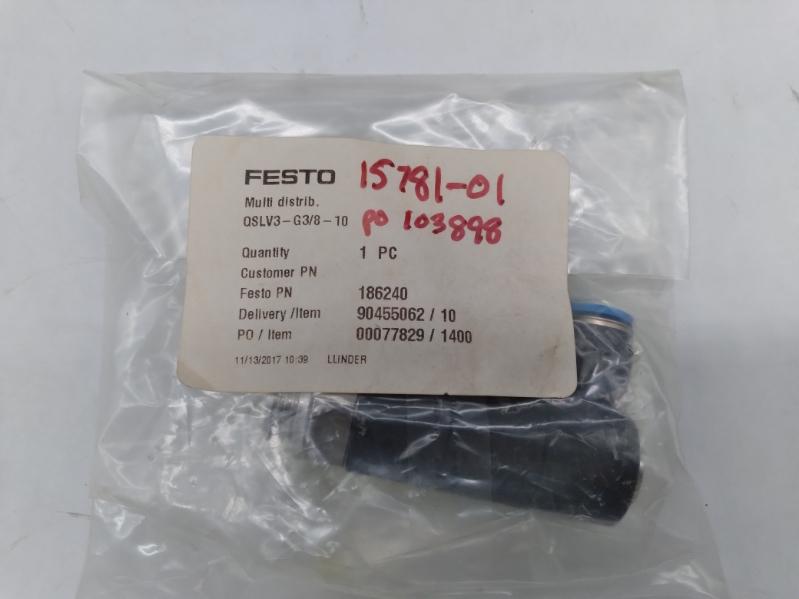 FESTO 15781-01
Multi distrib.
QSLV3-G3/8-10 po 103898
Quantity 1 PC
Customer PN
Festo PN 186240
Delivery /Item 90455062 / 10
PO / Item 00077829 / 1400
11/13/2017 10:39 LLINDER